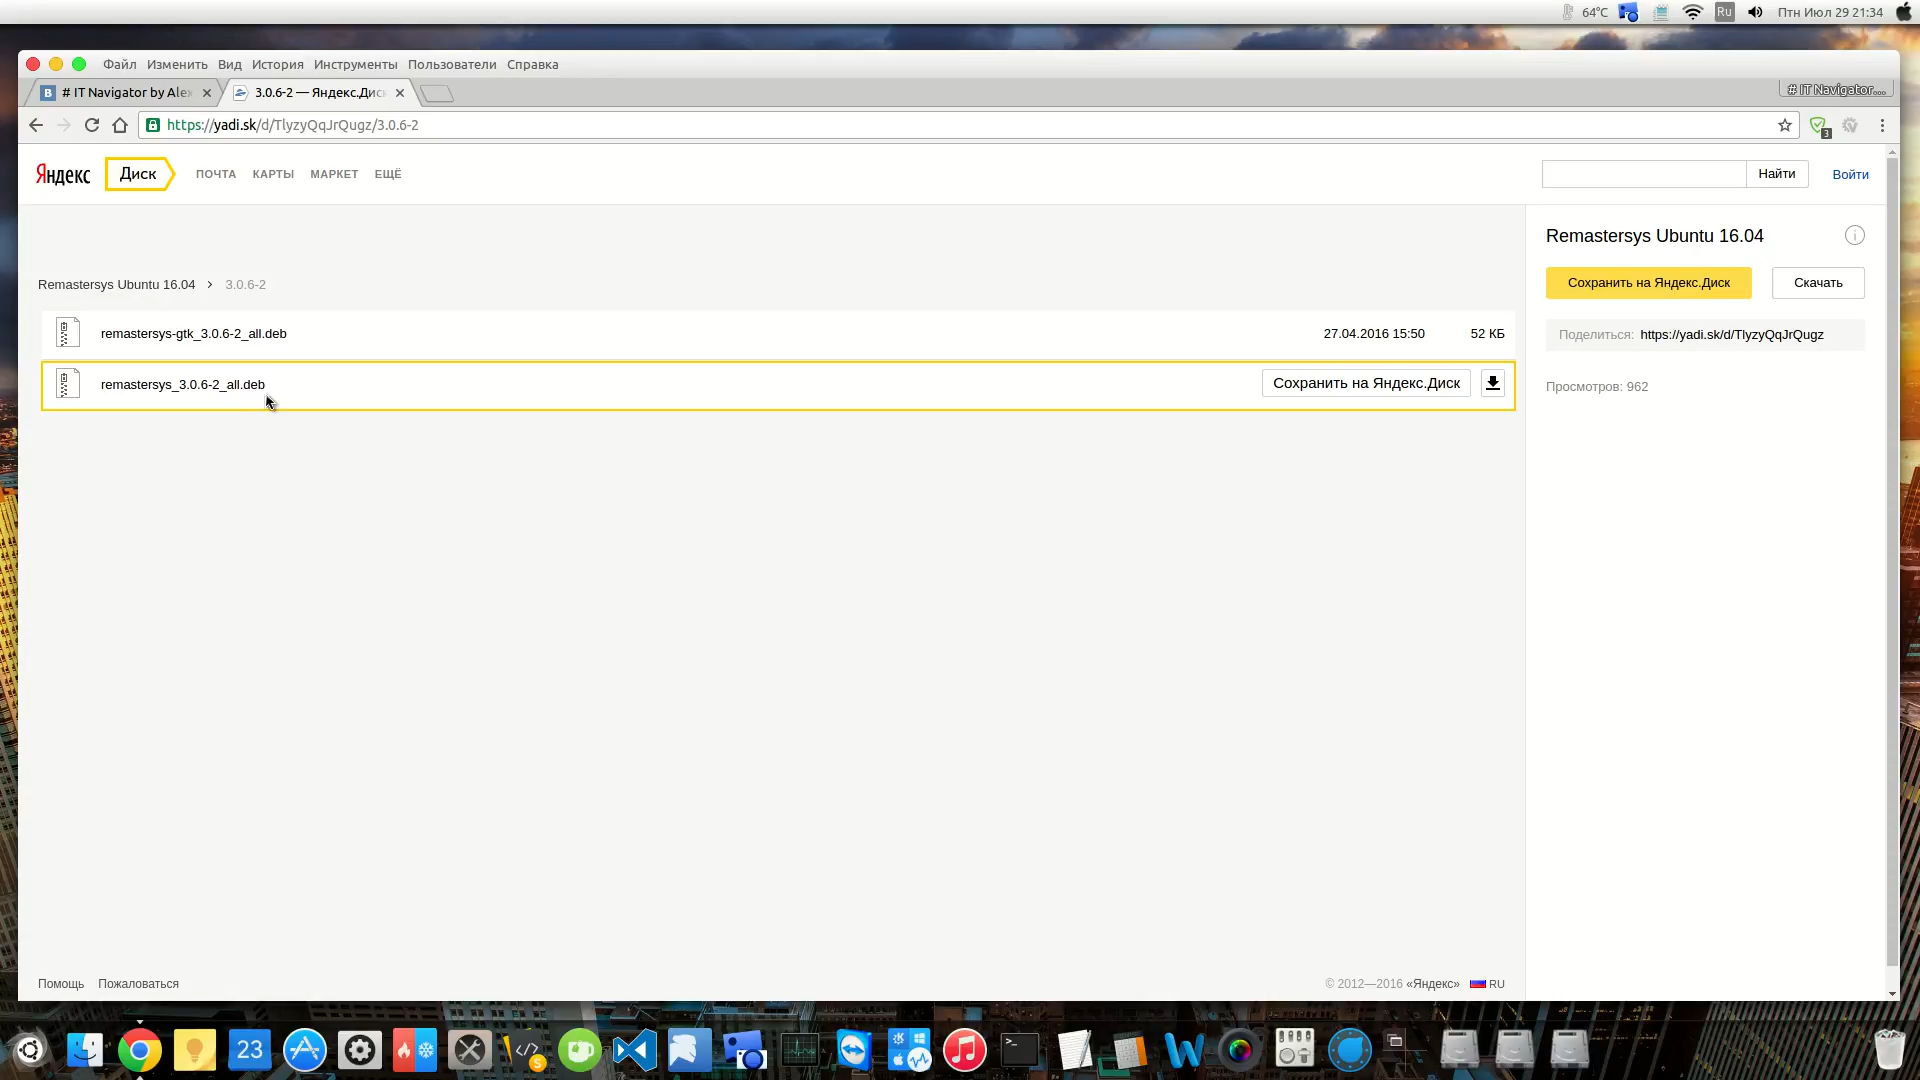 64°C Ru Птн Июл 29 21:34
Файл Изменить Вид История Инструменты Пользователи Справка
B # IT Navigator by Alex 3.0.6-2 — Яндекс.Диск # IT Navigator....
https://yadi.sk/d/TlyzyQqJrQugz/3.0.6-2 3
Яндекс Диск ПОЧТА КАРТЫ МАРКЕТ ЕЩЁ Найти Войти
Remastersys Ubuntu 16.04
Сохранить на Яндекс.Диск Скачать
Поделиться: https://yadi.sk/d/TlyzyQqJrQugz
Просмотров: 962
Remastersys Ubuntu 16.04 › 3.0.6-2
remastersys-gtk_3.0.6-2_all.deb 27.04.2016 15:50 52 КБ
remastersys_3.0.6-2_all.deb Сохранить на Яндекс.Диск
Помощь Пожаловаться © 2012—2016 «Яндекс» RU
23